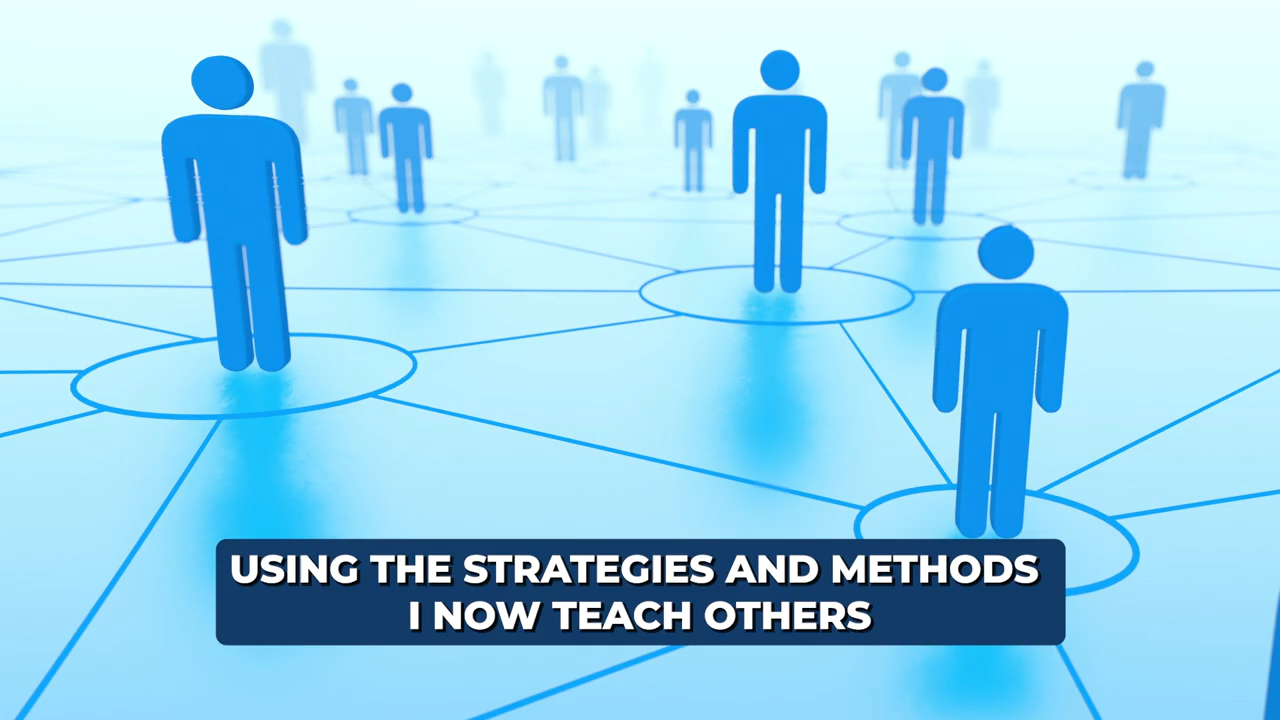 USING THE STRATEGIES AND METHODS
I NOW TEACH OTHERS